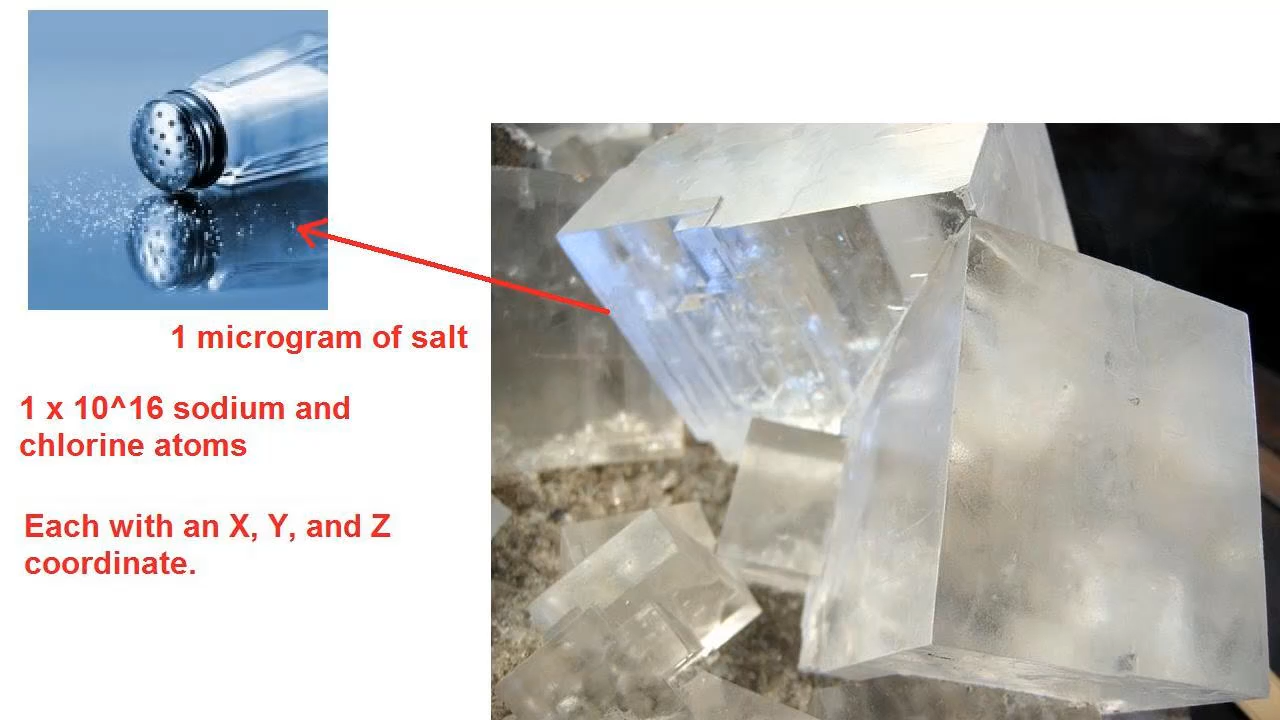 1 microgram of salt
1 x 10^16 sodium and
chlorine atoms
Each with an X, Y, and Z
coordinate.